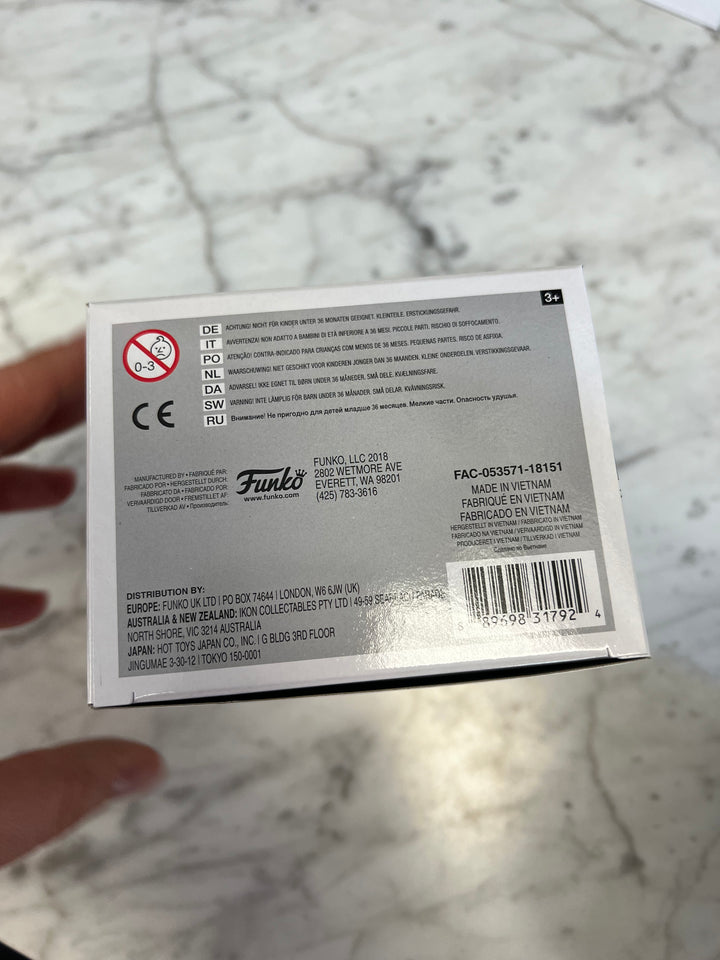 3+
0-3
DE ACHTUNG! NICHT FÜR KINDER UNTER 36 MONATEN GEEIGNET. KLEINTEILE. ERSTICKUNGSGEFAHR.
IT AVVERTENZA! NON ADATTO A BAMBINI DI ETÀ INFERIORE A 36 MESI. PICCOLE PARTI. RISCHIO DI SOFFOCAMENTO.
PO ATENÇÃO! CONTRA-INDICADO PARA CRIANÇAS COM MENOS DE 36 MESES. PEQUENAS PARTES. RISCO DE ASFIXIA.
NL WAARSCHUWING! NIET GESCHIKT VOOR KINDEREN JONGER DAN 36 MAANDEN. KLEINE ONDERDELEN. VERSTIKKINGSGEVAAR.
DA ADVARSEL! IKKE EGNET TIL BØRN UNDER 36 MÅNEDER. SMÅ DELE. KVÆLNINGSFARE.
SW VARNING! INTE LÄMPLIG FÖR BARN UNDER 36 MÅNADER. SMÅ DELAR. KVÄVNINGSRISK.
RU Внимание! Не пригодно для детей младше 36 месяцев. Мелкие части. Опасность удушья.
CE
MANUFACTURED BY • FABRIQUÉ PAR:
FABRICADO POR • HERGESTELLT DURCH:
FABBRICATO DA • FABRICADO POR:
VERVAARDIGD DOOR • FREMSTILLET AF:
TILLVERKAD AV • Производитель:
Funko
www.funko.com
FUNKO, LLC 2018
2802 WETMORE AVE
EVERETT, WA 98201
(425) 783-3616
FAC-053571-18151
MADE IN VIETNAM
FABRIQUÉ EN VIETNAM
FABRICADO EN VIETNAM
HERGESTELLT IN VIETNAM / FABBRICATO IN VIETNAM
FABRICADO NA VIETNAM / VERVAARDIGD IN VIETNAM
PRODUCERET I VIETNAM / TILLVERKAD I VIETNAM
Сделано во Вьетнаме
DISTRIBUTION BY:
EUROPE: FUNKO UK LTD | PO BOX 74644 | LONDON, W6 6JW (UK)
AUSTRALIA & NEW ZEALAND: IKON COLLECTABLES PTY LTD | 49-59
NORTH SHORE, VIC 3214 AUSTRALIA
JAPAN: HOT TOYS JAPAN CO., INC. | G BLDG 3RD FLOOR
JINGUMAE 3-30-12 | TOKYO 150-0001
89698 31792 4